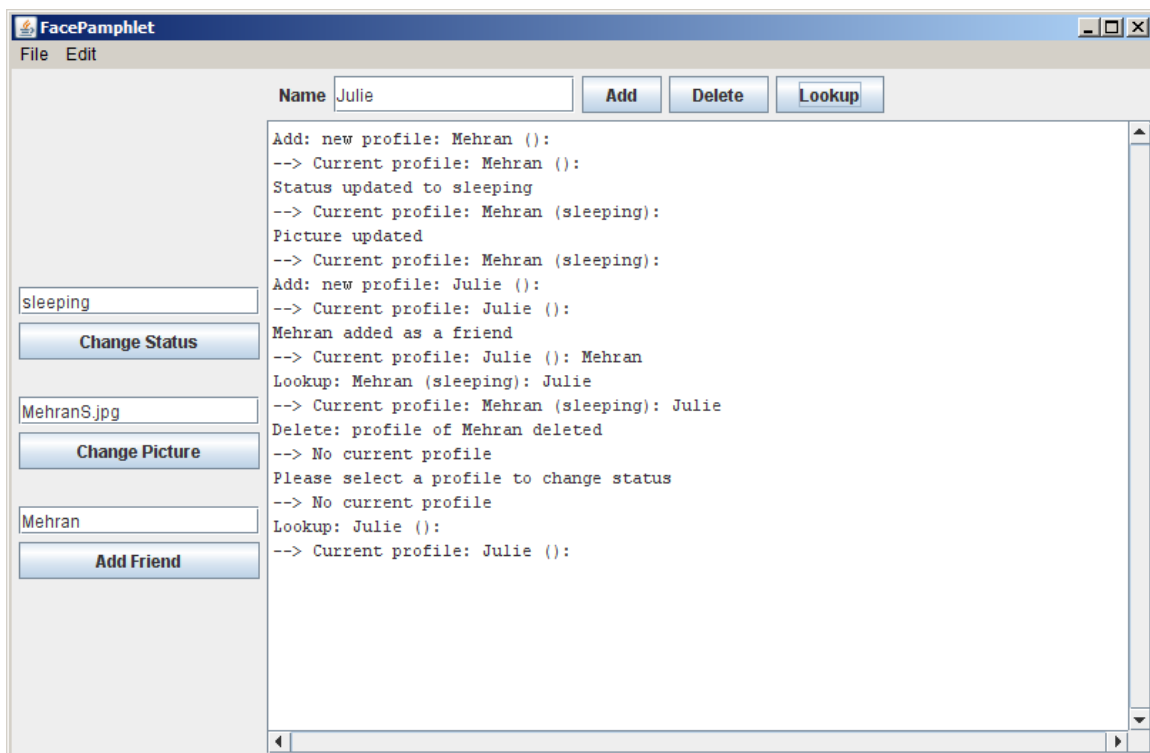 FacePamphlet
File Edit
Name Julie Add Delete Lookup
Add: new profile: Mehran ():
--> Current profile: Mehran ():
Status updated to sleeping
--> Current profile: Mehran (sleeping):
Picture updated
--> Current profile: Mehran (sleeping):
Add: new profile: Julie ():
--> Current profile: Julie ():
Mehran added as a friend
--> Current profile: Julie (): Mehran
Lookup: Mehran (sleeping): Julie
--> Current profile: Mehran (sleeping): Julie
Delete: profile of Mehran deleted
--> No current profile
Please select a profile to change status
--> No current profile
Lookup: Julie ():
--> Current profile: Julie ():
sleeping
Change Status
MehranS.jpg
Change Picture
Mehran
Add Friend